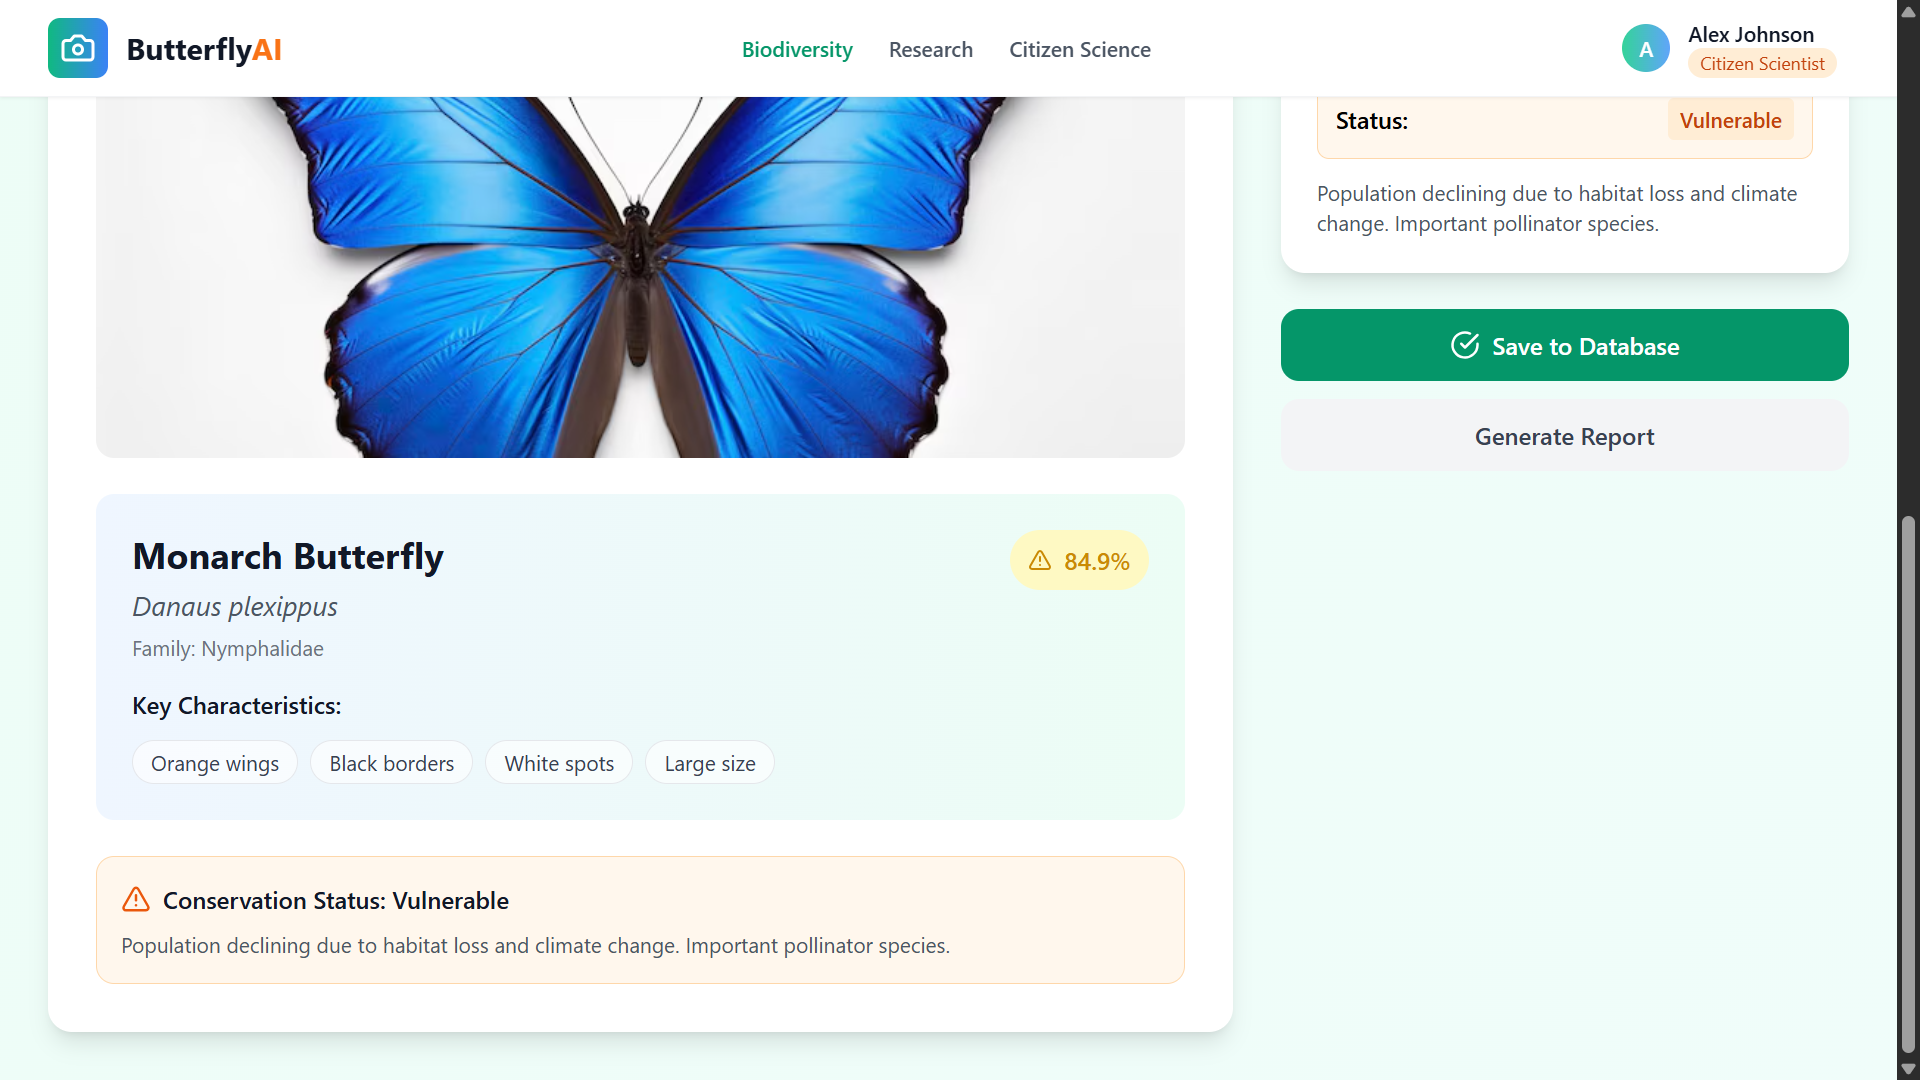 ButterflyAI
Biodiversity
Research
Citizen Science
A
Alex Johnson
Citizen Scientist
Monarch Butterfly
84.9%
Danaus plexippus
Family: Nymphalidae
Key Characteristics:
Orange wings
Black borders
White spots
Large size
Conservation Status: Vulnerable
Population declining due to habitat loss and climate change. Important pollinator species.
Status:
Vulnerable
Population declining due to habitat loss and climate
change. Important pollinator species.
Save to Database
Generate Report